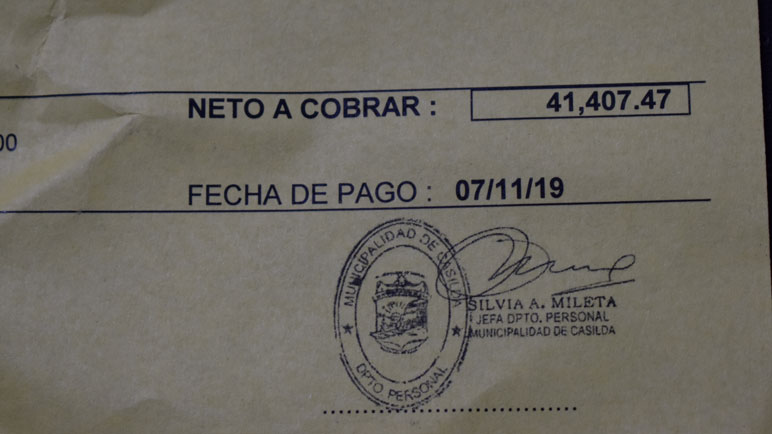 NETO A COBRAR : 41,407.47
00
FECHA DE PAGO : 07/11/19
MUNICIPALIDAD DE CASILDA
DPTO. PERSONAL
SILVIA A. MILETA
JEFA DPTO. PERSONAL
MUNICIPALIDAD DE CASILDA